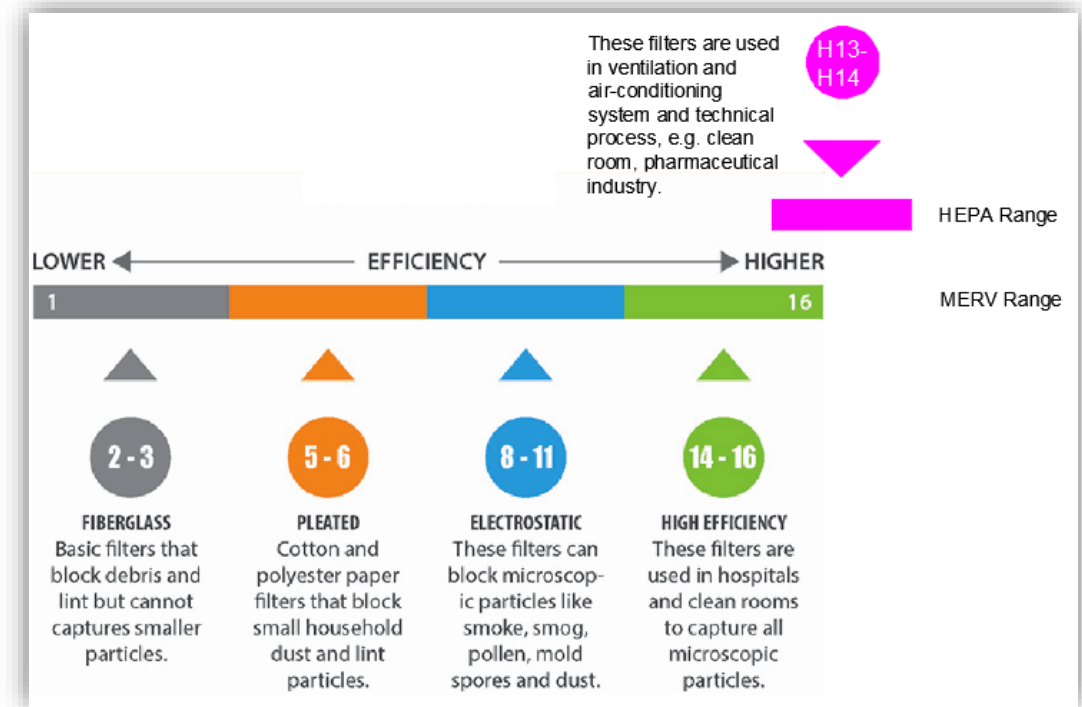 These filters are used
in ventilation and
air-conditioning
system and technical
process, e.g. clean
room, pharmaceutical
industry.
H13-
H14
HEPA Range
LOWER
EFFICIENCY
HIGHER
1
16
MERV Range
2 - 3
FIBERGLASS
Basic filters that
block debris and
lint but cannot
captures smaller
particles.
5 - 6
PLEATED
Cotton and
polyester paper
filters that block
small household
dust and lint
particles.
8 - 11
ELECTROSTATIC
These filters can
block microscop-
ic particles like
smoke, smog,
pollen, mold
spores and dust.
14 - 16
HIGH EFFICIENCY
These filters are
used in hospitals
and clean rooms
to capture all
microscopic
particles.